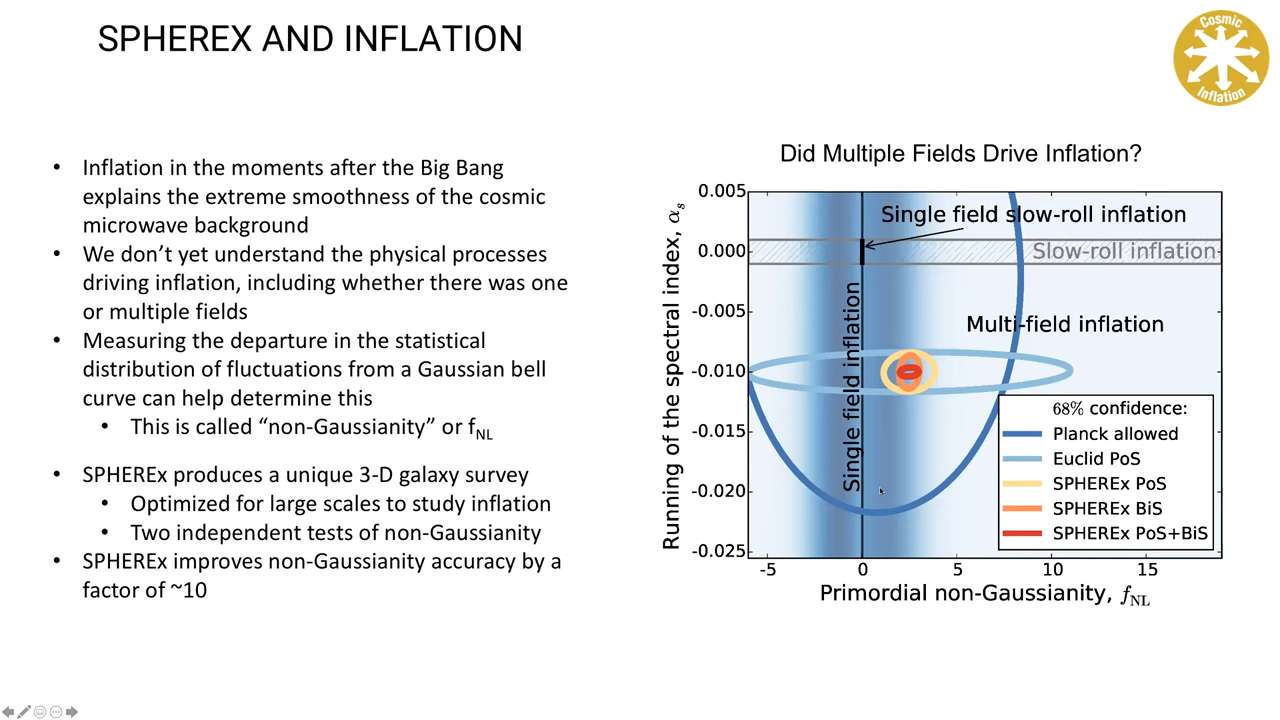 SPHEREX AND INFLATION
Cosmic
Inflation
• Inflation in the moments after the Big Bang
explains the extreme smoothness of the cosmic
microwave background
• We don’t yet understand the physical processes
driving inflation, including whether there was one
or multiple fields
• Measuring the departure in the statistical
distribution of fluctuations from a Gaussian bell
curve can help determine this
• This is called “non-Gaussianity” or fNL
• SPHEREx produces a unique 3-D galaxy survey
• Optimized for large scales to study inflation
• Two independent tests of non-Gaussianity
• SPHEREx improves non-Gaussianity accuracy by a
factor of ~10
Did Multiple Fields Drive Inflation?
Running of the spectral index, αs
0.005
0.000
-0.005
-0.010
-0.015
-0.020
-0.025
Single field slow-roll inflation
Slow-roll inflation
Single field inflation
Multi-field inflation
68% confidence:
Planck allowed
Euclid PoS
SPHEREx PoS
SPHEREx BiS
SPHEREx PoS+BiS
-5 0 5 10 15
Primordial non-Gaussianity, fNL